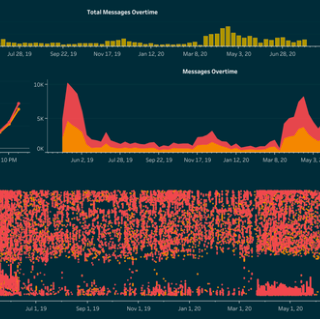 Total Messages Overtime
Jul 28, 19 Sep 22, 19 Nov 17, 19 Jan 12, 20 Mar 8, 20 May 3, 20 Jun 28, 20
Messages Overtime
10K
5K
0K
10 PM
Jun 2, 19 Jul 28, 19 Sep 22, 19 Nov 17, 19 Jan 12, 20 Mar 8, 20 May 3,
Jul 1, 19 Sep 1, 19 Nov 1, 19 Jan 1, 20 Mar 1, 20 May 1, 20